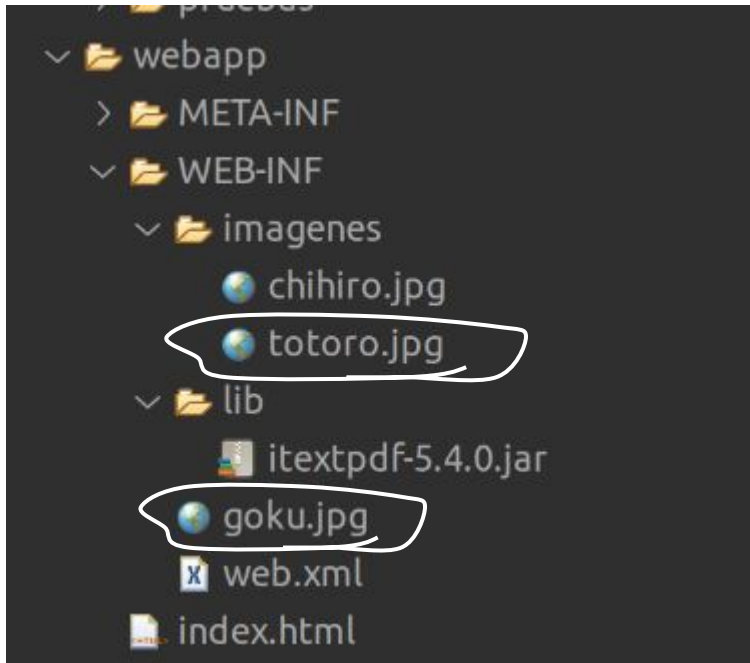 pruebas
webapp
META-INF
WEB-INF
imagenes
chihiro.jpg
totoro.jpg
lib
itextpdf-5.4.0.jar
goku.jpg
web.xml
index.html